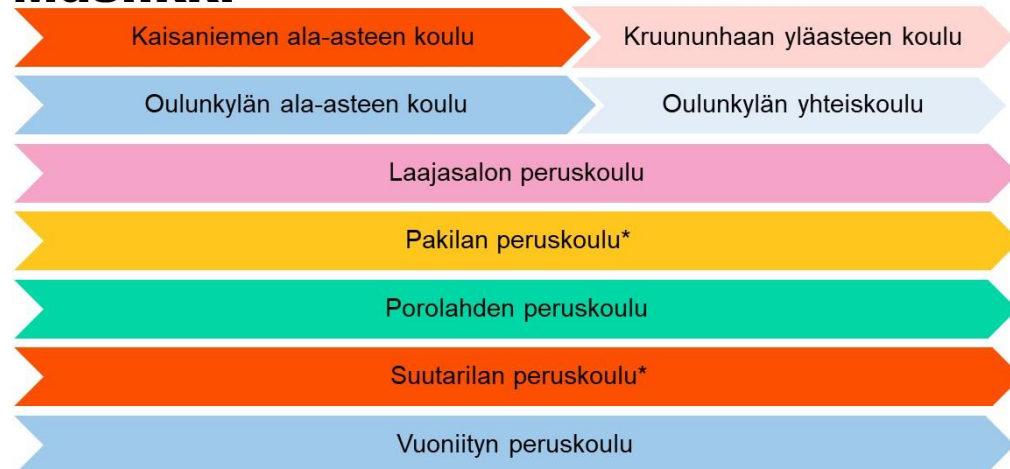 Musiikki
Kaisaniemen ala-asteen koulu
Kruununhaan yläasteen koulu
Oulunkylän ala-asteen koulu
Oulunkylän yhteiskoulu
Laajasalon peruskoulu
Pakilan peruskoulu*
Porolahden peruskoulu
Suutarilan peruskoulu*
Vuoniityn peruskoulu